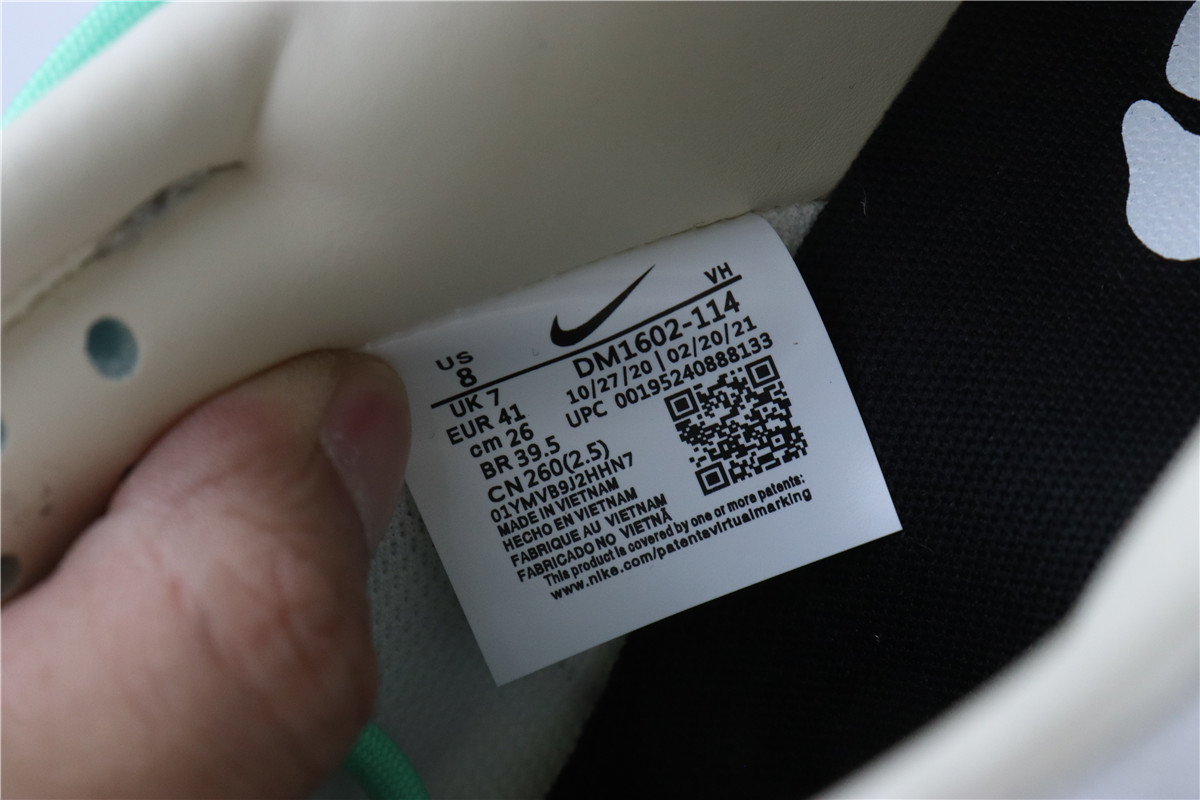 US
8
VH
UK 7
DM1602-114
EUR 41
10/27/20 | 02/20/21
cm 26
UPC 00195240888133
BR 39.5
CN 260(2.5)
01YMVB9J2HHN7
MADE IN VIETNAM
HECHO EN VIETNAM
FABRIQUE AU VIETNAM
FABRICADO NO VIETNÃ
This product is covered by one or more patents:
www.nike.com/patentsvirtualmarking